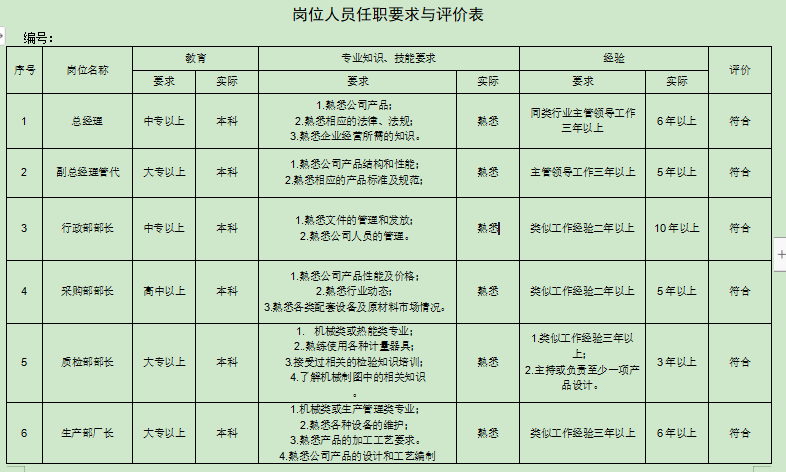 岗位人员任职要求与评价表
编号：
序号 岗位名称 教育 专业知识、技能要求 经验 评价
要求 实际 要求 实际 要求 实际
1 总经理 中专以上 本科 1.熟悉公司产品； 熟悉 同类行业主管领导工作 6年以上 符合
2.熟悉相应的法律、法规； 三年以上
3.熟悉企业经营所需的知识。
2 副总经理管代 大专以上 本科 1.熟悉公司产品结构和性能； 熟悉 主管领导工作三年以上 5年以上 符合
2.熟悉相应的产品标准及规范；
3 行政部部长 中专以上 本科 1.熟悉文件的管理和发放； 熟悉 类似工作经验二年以上 10年以上 符合
2.熟悉公司人员的管理。
4 采购部部长 高中以上 本科 1.熟悉公司产品性能及价格； 熟悉 类似工作经验二年以上 5年以上 符合
2.熟悉行业动态；
3.熟悉各类配套设备及原材料市场情况。
5 质检部部长 大专以上 本科 1. 机械类或热能类专业； 熟悉 1.类似工作经验三年以 3年以上 符合
2..熟练使用各种计量器具； 上；
3.接受过相关的检验知识培训； 2.主持或负责至少一项产
4.了解机械制图中的相关知识 品设计。
。
6 生产部厂长 大专以上 本科 1.机械类或生产管理类专业； 熟悉 类似工作经验三年以上 6年以上 符合
2.熟悉各种设备的维护；
3.熟悉产品的加工工艺要求。
4.熟悉公司产品的设计和工艺编制